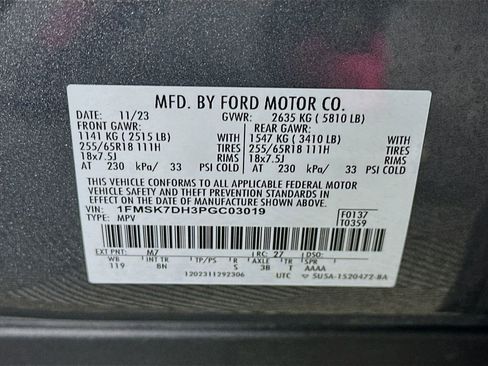 MFD. BY FORD MOTOR CO.
DATE: 11/23 GVWR: 2635 KG ( 5810 LB)
FRONT GAWR: REAR GAWR:
1141 KG ( 2515 LB) 1547 KG ( 3410 LB)
255/65R18 111H TIRES 255/65R18 111H TIRES
18x7.5J RIMS 18x7.5J RIMS
AT 230 kPa/ 33 PSI COLD AT 230 kPa/ 33 PSI COLD
THIS VEHICLE CONFORMS TO ALL APPLICABLE FEDERAL MOTOR
VEHICLE SAFETY AND THEFT PREVENTION STANDARDS IN EFFECT
ON THE DATE OF MANUFACTURE SHOWN ABOVE.
VIN: 1FMSK7DH3PGC03019 F0137
TYPE: MPV T0359
EXT PNT: M7 RC: 27 DSO:
WB INT TR TP/PS R AXLE TR SPR
119 BN S 3B T AAAA
1202311292306 UTC 5U5A-1520472-BA